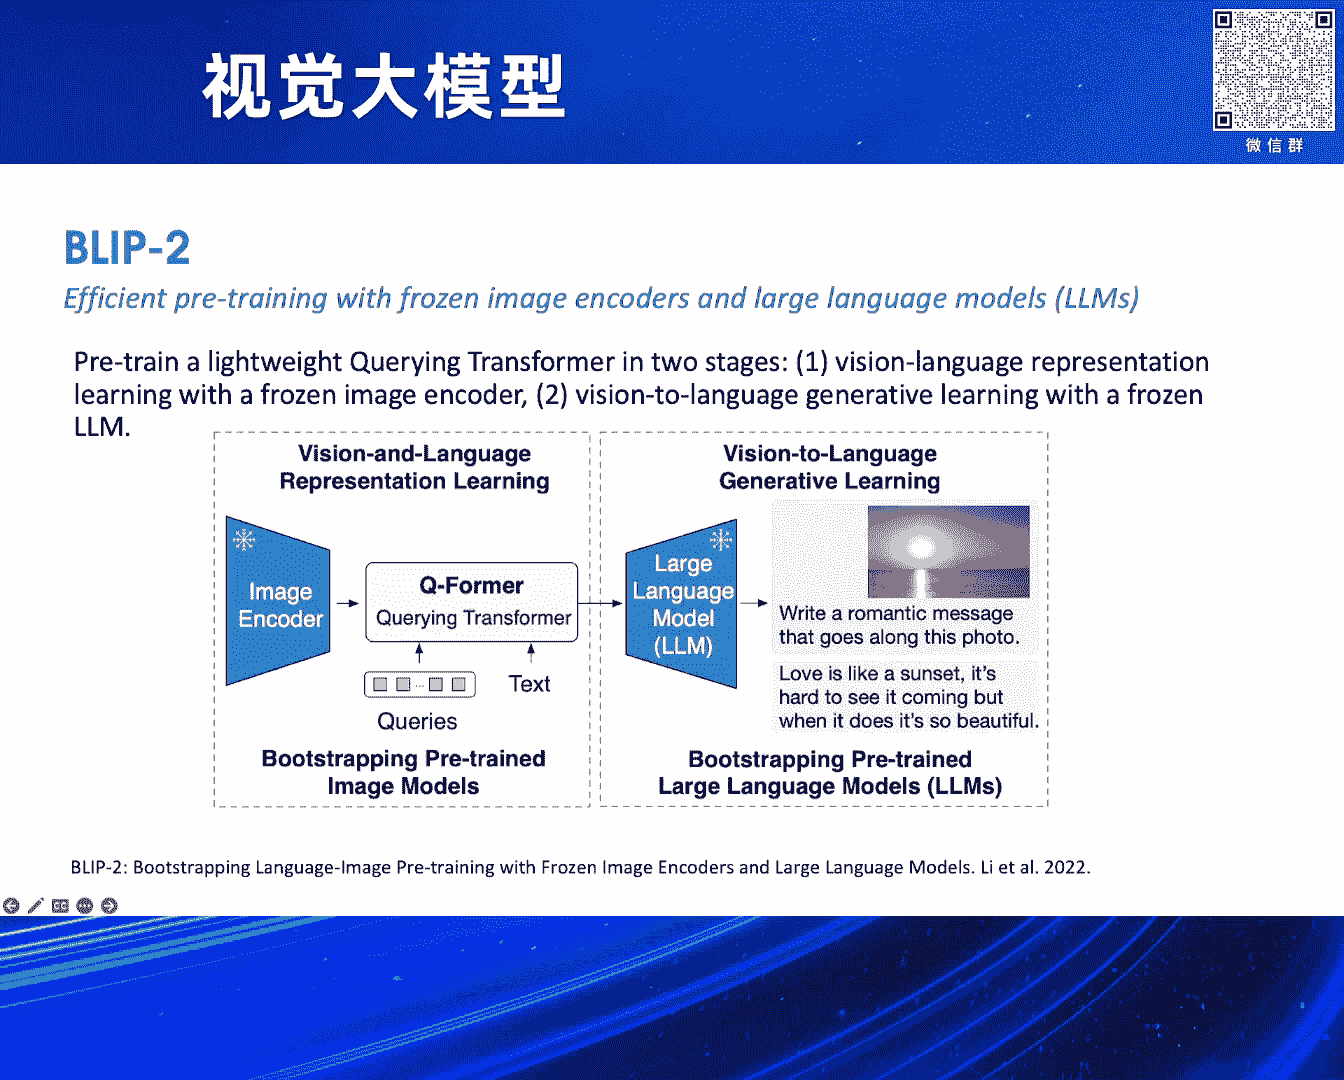 视觉大模型
微信群
BLIP-2
Efficient pre-training with frozen image encoders and large language models (LLMs)
Pre-train a lightweight Querying Transformer in two stages: (1) vision-language representation
learning with a frozen image encoder, (2) vision-to-language generative learning with a frozen
LLM.
Vision-and-Language
Representation Learning
Image
Encoder
Q-Former
Querying Transformer
Queries
Text
Bootstrapping Pre-trained
Image Models
Vision-to-Language
Generative Learning
Large
Language
Model
(LLM)
Write a romantic message
that goes along this photo.
Love is like a sunset, it's
hard to see it coming but
when it does it's so beautiful.
Bootstrapping Pre-trained
Large Language Models (LLMs)
BLIP-2: Bootstrapping Language-Image Pre-training with Frozen Image Encoders and Large Language Models. Li et al. 2022.
CC